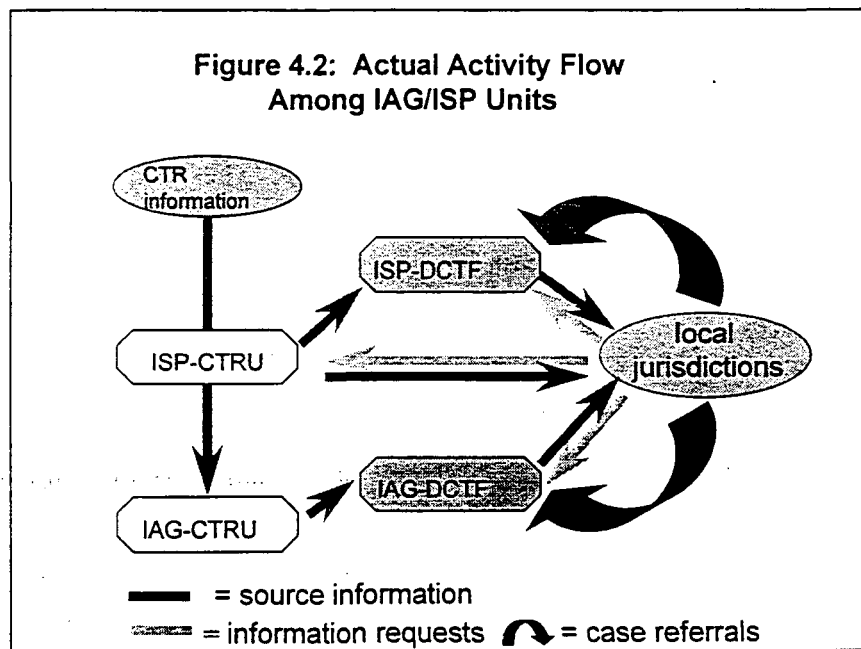 Figure 4.2: Actual Activity Flow
Among IAG/ISP Units
CTR
information
ISP-DCTF
local
jurisdictions
ISP-CTRU
IAG-DCTF
IAG-CTRU
= source information
= information requests = case referrals